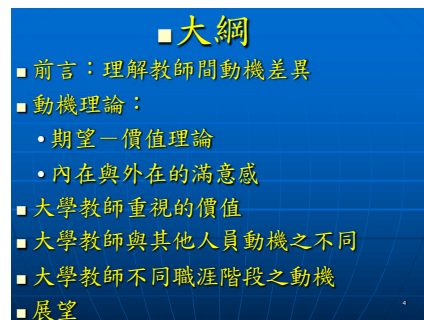 大綱
前言：理解教師間動機差異
動機理論：
•期望－價值理論
•內在與外在的滿意感
大學教師重視的價值
大學教師與其他人員動機之不同
大學教師不同職涯階段之動機
展望
4